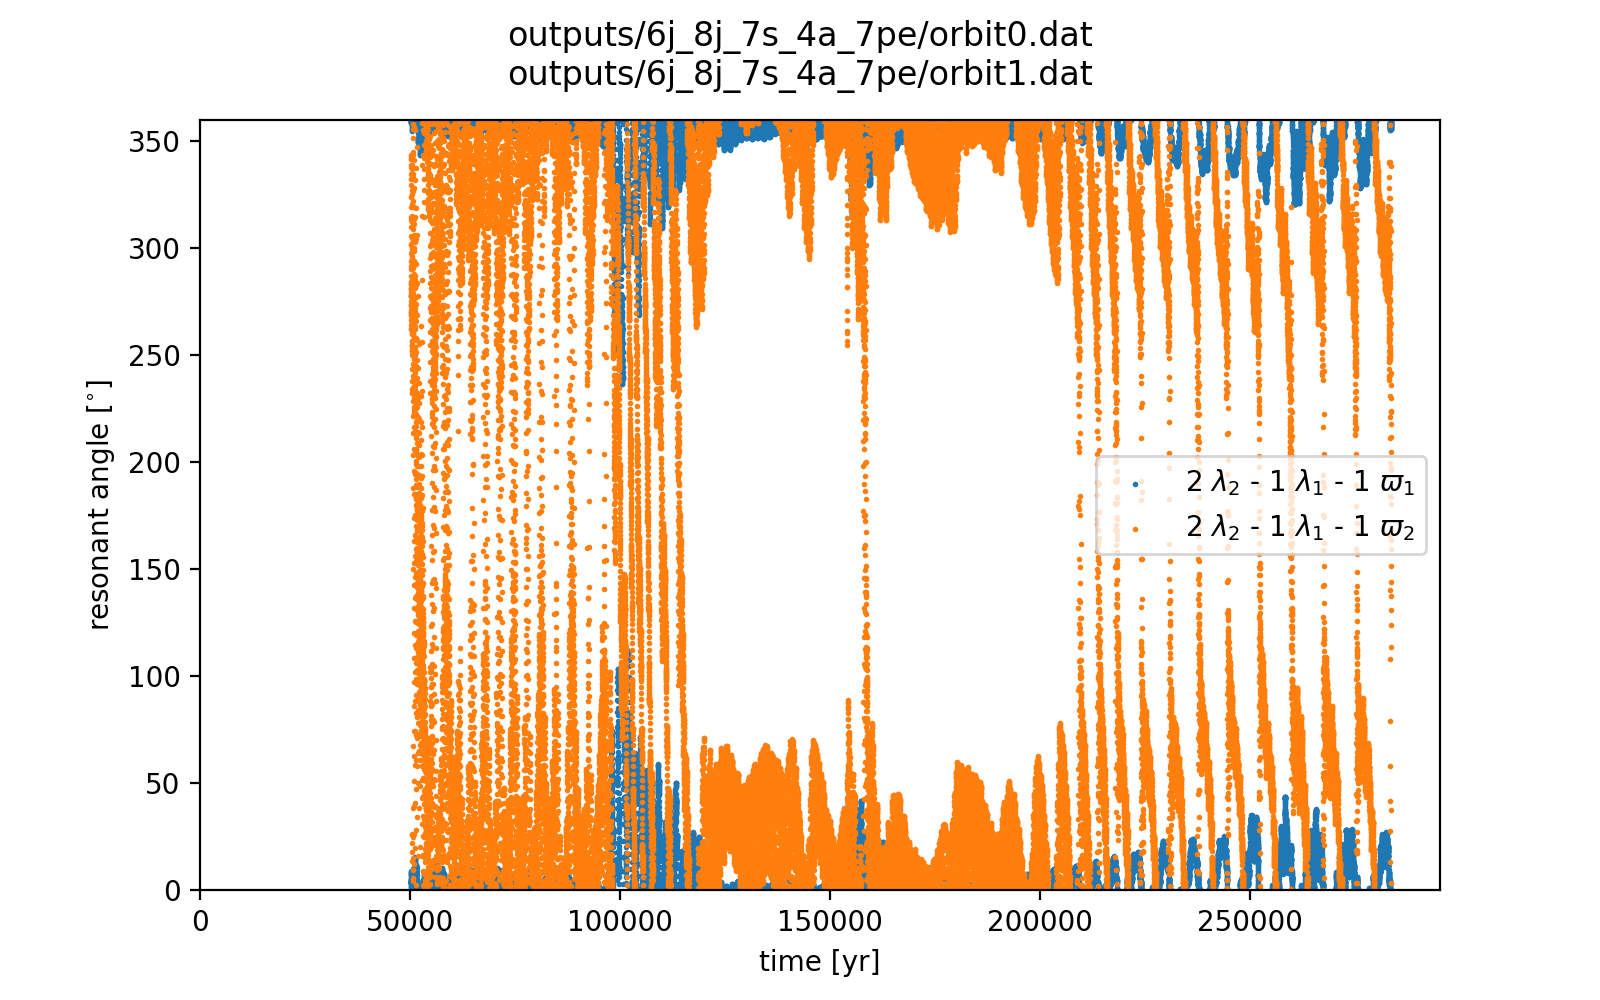 outputs/6j_8j_7s_4a_7pe/orbit0.dat
outputs/6j_8j_7s_4a_7pe/orbit1.dat
350
300
250
200
150
100
50
0
resonant angle [°]
2 λ₂ - 1 λ₁ - 1 ϖ₁
2 λ₂ - 1 λ₁ - 1 ϖ₂
0
50000
100000
150000
200000
250000
time [yr]